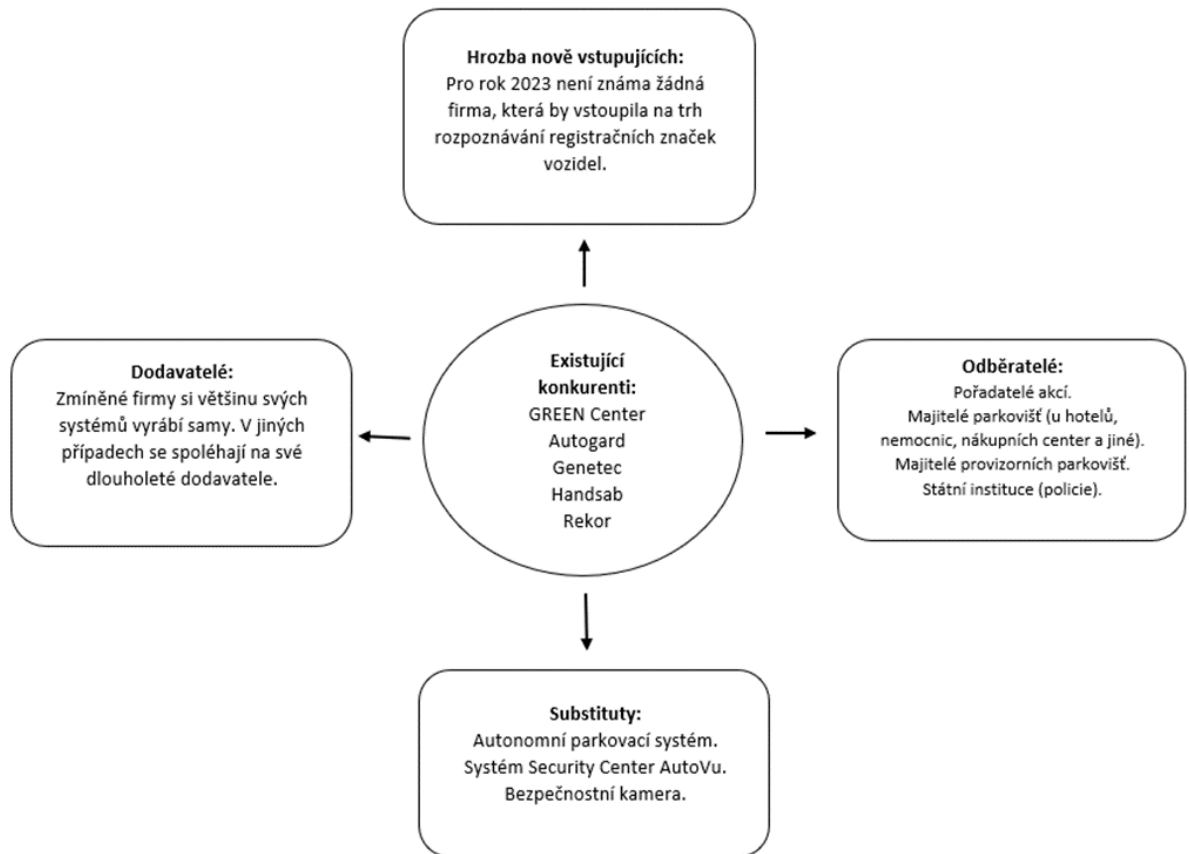 Hrozba nově vstupujících:
Pro rok 2023 není známa žádná
firma, která by vstoupila na trh
rozpoznávání registračních značek
vozidel.
Dodavatelé:
Zmíněné firmy si většinu svých
systémů vyrábí samy. V jiných
případech se spoléhají na své
dlouholeté dodavatele.
Existující
konkurenti:
GREEN Center
Autogard
Genetec
Handsab
Rekor
Odběratelé:
Pořadatelé akcí.
Majitelé parkovišť (u hotelů,
nemocnic, nákupních center a jiné).
Majitelé provizorních parkovišť.
Státní instituce (policie).
Substituty:
Autonomní parkovací systém.
Systém Security Center AutoVu.
Bezpečnostní kamera.